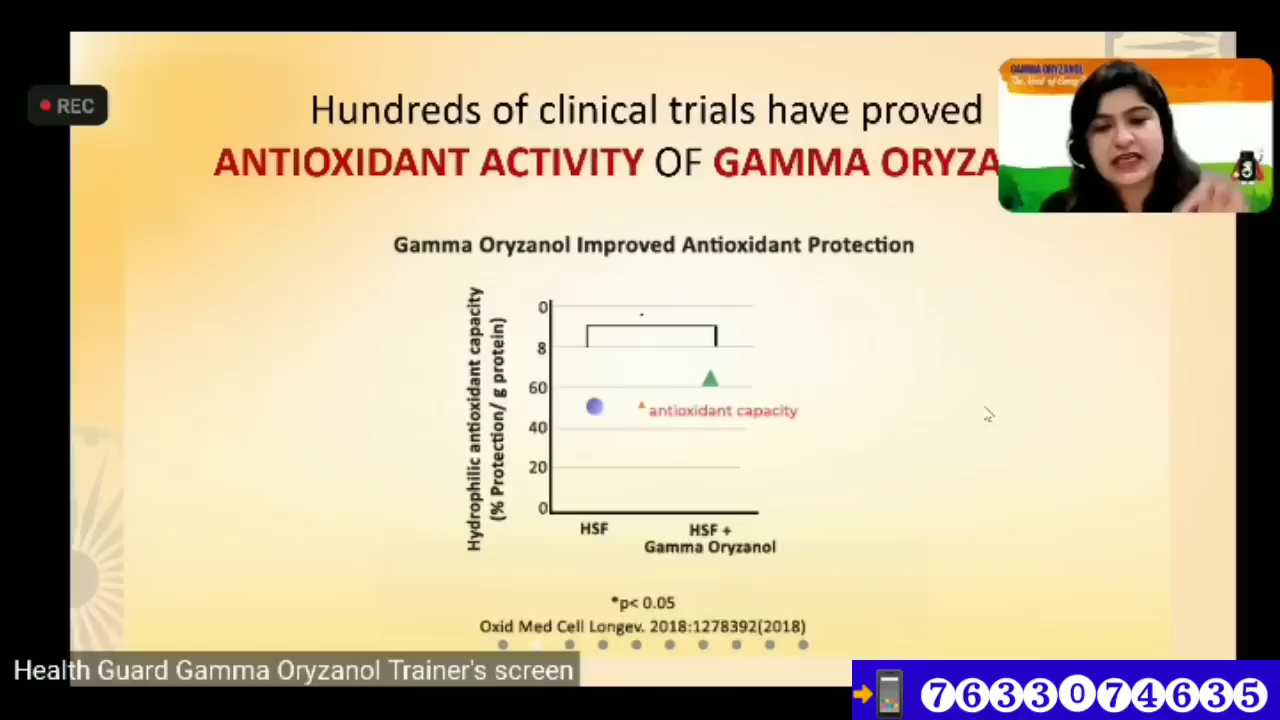 REC
GAMMA ORYZANOL
Hundreds of clinical trials have proved
ANTIOXIDANT ACTIVITY OF GAMMA ORYZA
Gamma Oryzanol Improved Antioxidant Protection
Hydrophilic antioxidant capacity
(% Protection/ g protein)
0
8
60
40
20
0
antioxidant capacity
HSF
HSF +
Gamma Oryzanol
*p< 0.05
Oxid Med Cell Longev. 2018:1278392(2018)
Health Guard Gamma Oryzanol Trainer's screen
7633074635